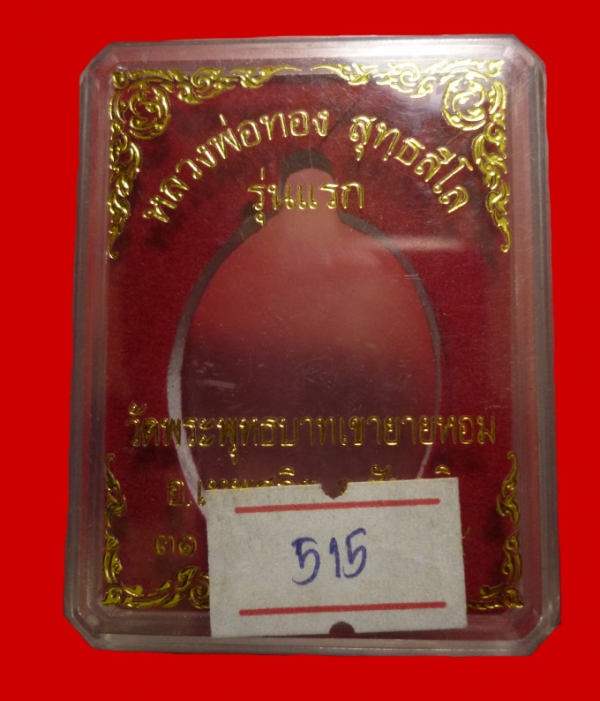 หลวงพ่อทอง สุทธสีโล
รุ่นแรก
วัดพระพุทธบาทเขายายหอม
๓๑
515